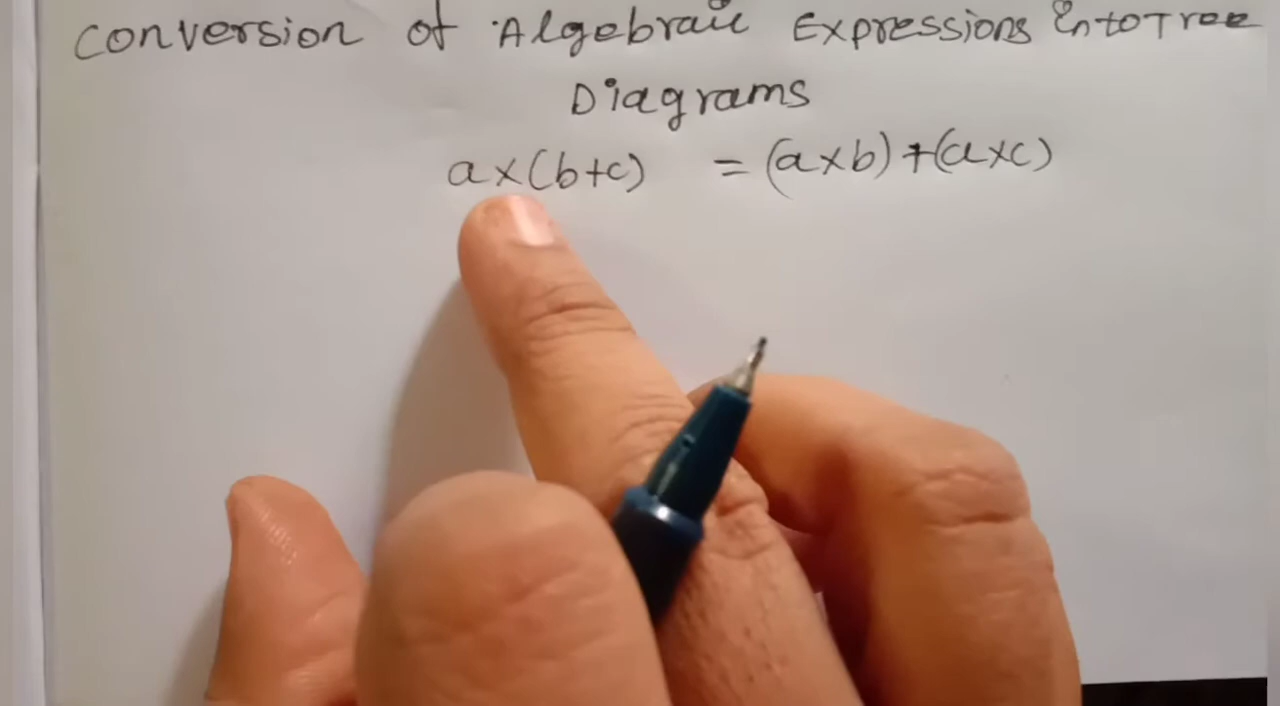 Conversion of Algebraic Expressions Into Tree
Diagrams
a×(b+c) = (a×b)+(a×c)